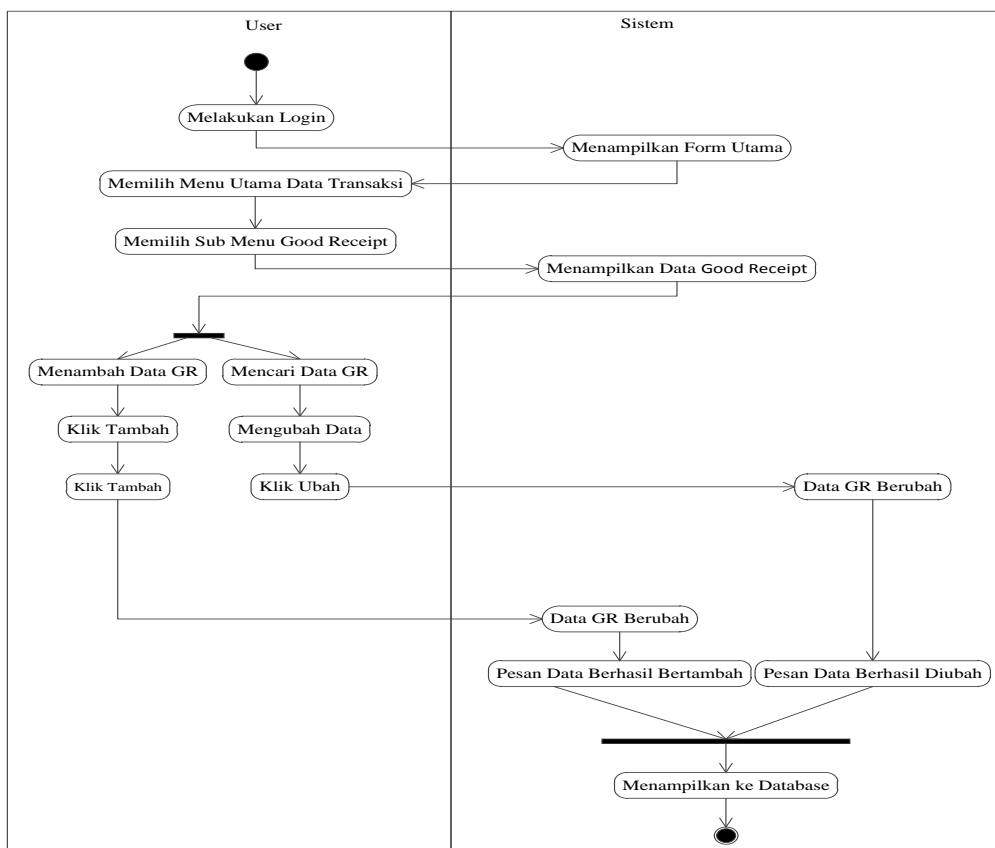 User
Sistem
Melakukan Login
Menampilkan Form Utama
Memilih Menu Utama Data Transaksi
Memilih Sub Menu Good Receipt
Menampilkan Data Good Receipt
Menambah Data GR
Mencari Data GR
Klik Tambah
Mengubah Data
Klik Tambah
Klik Ubah
Data GR Berubah
Data GR Berubah
Pesan Data Berhasil Bertambah
Pesan Data Berhasil Diubah
Menampilkan ke Database